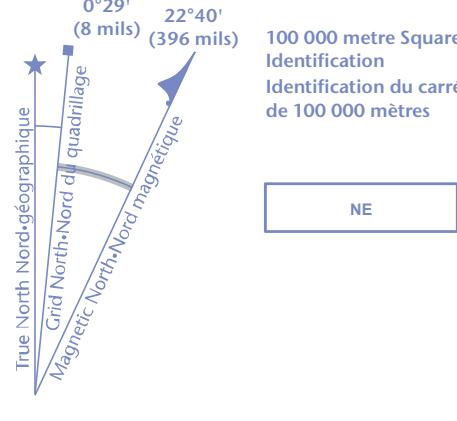 0°29'
(8 mils)
22°40'
(396 mils)
True North Nord•géographique
Grid North•Nord du quadrillage
Magnetic North•Nord magnétique
100 000 metre Square
Identification
Identification du carré
de 100 000 mètres
NE